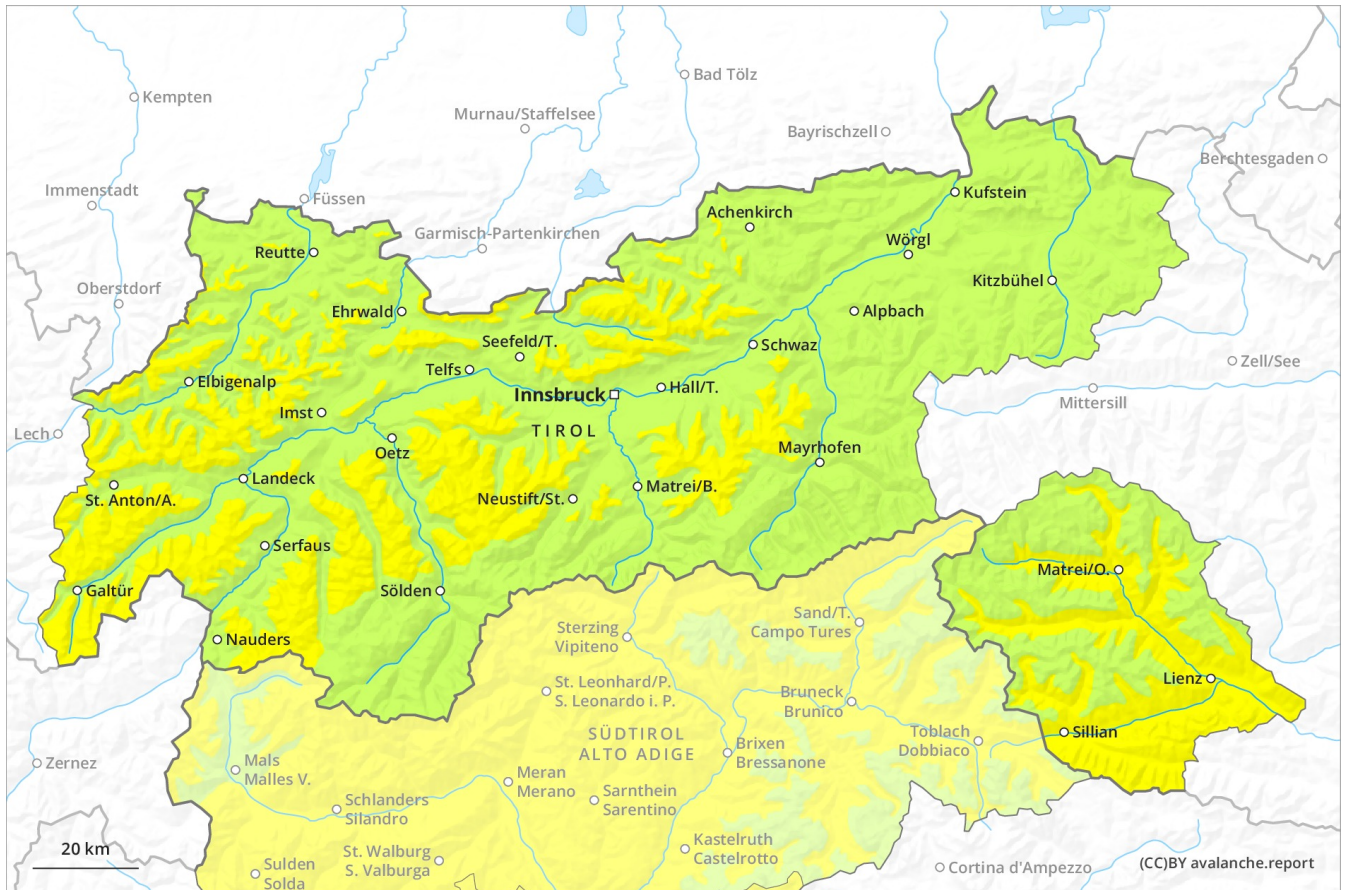 Bad Tölz
Kempten
Murnau/Staffelsee
Bayrischzell
Berchtesgaden
Immenstadt
Füssen
Kufstein
Achenkirch
Garmisch-Partenkirchen
Wörgl
Reutte
Kitzbühel
Oberstdorf
Ehrwald
Alpbach
Seefeld/T.
Schwaz
Zell/See
Telfs
Elbigenalp
Hall/T.
Innsbruck
Mittersill
Imst
TIROL
Lech
Mayrhofen
Oetz
Landeck
Matrei/B.
St. Anton/A.
Neustift/St.
Serfaus
Matrei/O.
Galtür
Sölden
Sand/T.
Campo Tures
Sterzing
Vipiteno
Nauders
Lienz
St. Leonhard/P.
S. Leonardo i. P.
Bruneck
Brunico
SÜDTIROL
ALTO ADIGE
Toblach
Dobbiaco
Sillian
Brixen
Bressanone
Zernez
Mals
Malles V.
Meran
Merano
Sarnthein
Sarentino
Schlanders
Silandro
20 km
St. Walburg
S. Valburga
Kastelruth
Castelrotto
Sulden
Solda
Cortina d'Ampezzo
(CC)BY avalanche.report